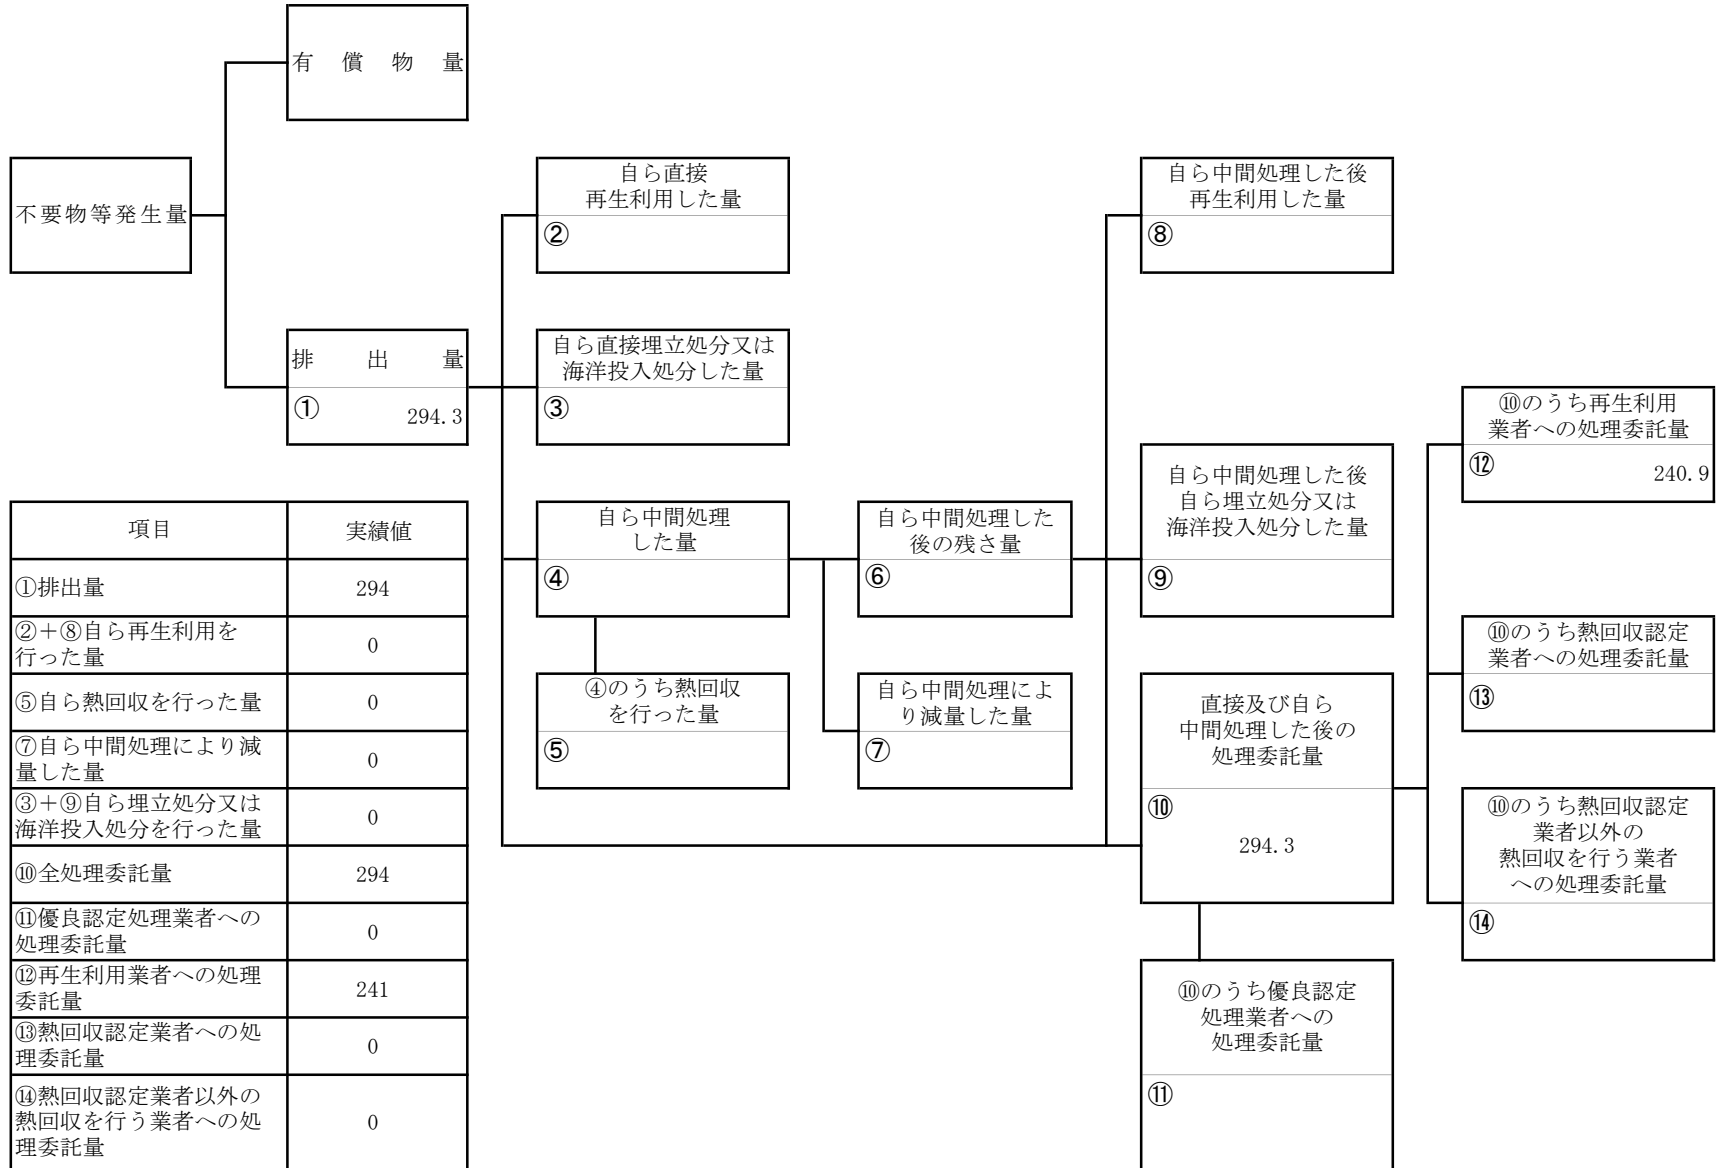 有償物量
不要物等発生量
排出量
① 294.3
自ら直接
再生利用した量
②
自ら直接埋立処分又は
海洋投入処分した量
③
自ら中間処理
した量
④
④のうち熱回収
を行った量
⑤
自ら中間処理した
後の残さ量
⑥
自ら中間処理によ
り減量した量
⑦
自ら中間処理した後
再生利用した量
⑧
自ら中間処理した後
自ら埋立処分又は
海洋投入処分した量
⑨
直接及び自ら
中間処理した後の
処理委託量
⑩
294.3
⑩のうち優良認定
処理業者への
処理委託量
⑪
⑩のうち再生利用
業者への処理委託量
⑫ 240.9
⑩のうち熱回収認定
業者への処理委託量
⑬
⑩のうち熱回収認定
業者以外の
熱回収を行う業者
への処理委託量
⑭
項目 実績値
①排出量 294
②+⑧自ら再生利用を
行った量 0
⑤自ら熱回収を行った量 0
⑦自ら中間処理により減
量した量 0
③+⑨自ら埋立処分又は
海洋投入処分を行った量 0
⑩全処理委託量 294
⑪優良認定処理業者への
処理委託量 0
⑫再生利用業者への処理
委託量 241
⑬熱回収認定業者への処
理委託量 0
⑭熱回収認定業者以外の
熱回収を行う業者への処 0
理委託量